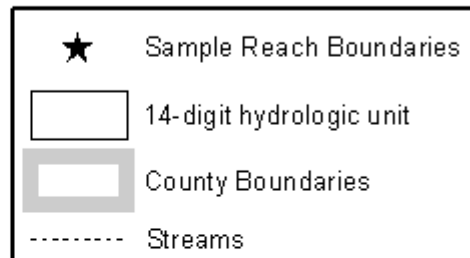 Sample Reach Boundaries
14-digit hydrologic unit
County Boundaries
Streams